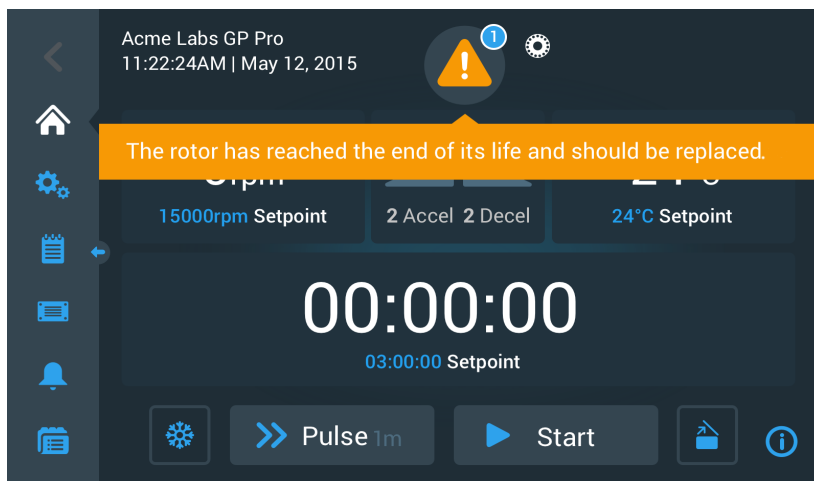 Acme Labs GP Pro
11:22:24AM | May 12, 2015
1
The rotor has reached the end of its life and should be replaced.
15000rpm Setpoint
2 Accel 2 Decel
24°C Setpoint
00:00:00
03:00:00 Setpoint
Pulse 1m
Start